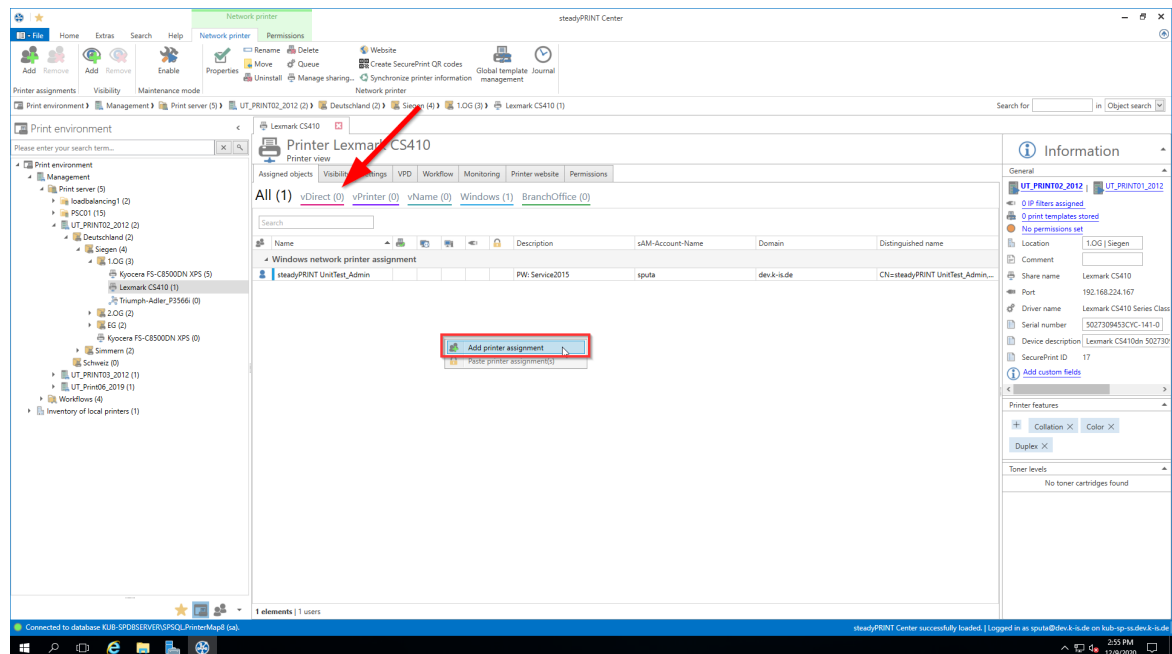 Network printer
steadyPRINT Center
File Home Extras Search Help Network printer Permissions
Add Remove Add Remove Enable Properties
Rename Delete Website
Move Queue Create SecurePrint QR codes
Uninstall Manage sharing... Synchronize printer information
Global template management Journal
Printer assignments Visibility Maintenance mode Network printer
Print environment Management Print server (5) UT_PRINT02_2012 (2) Deutschland (2) Siegen (4) 1.OG (3) Lexmark CS410 (1)
Search for in Object search
Print environment
Please enter your search term...
Print environment
Management
Print server (5)
loadbalancing1 (2)
PSC01 (15)
UT_PRINT02_2012 (2)
Deutschland (2)
Siegen (4)
1.OG (3)
Kyocera FS-C8500DN XPS (5)
Lexmark CS410 (1)
Triumph-Adler_P3566i (0)
2.OG (2)
EG (2)
Kyocera FS-C8500DN XPS (0)
Simmern (2)
Schweiz (0)
UT_PRINT03_2012 (1)
UT_Print06_2019 (1)
Workflows (4)
Inventory of local printers (1)
Lexmark CS410
Printer Lexmark CS410
Printer view
Assigned objects VPD Workflow Monitoring Printer website Permissions
All (1) vDirect (0) vPrinter (0) vName (0) Windows (1) BranchOffice (0)
Search
Name Description sAM-Account-Name Domain Distinguished name
Windows network printer assignment
steadyPRINT UnitTest_Admin PW: Service2015 sputa dev.k-is.de CN=steadyPRINT UnitTest_Admin,...
Add printer assignment
Paste printer assignment(s)
1 elements | 1 users
Information
General
UT_PRINT02_2012 | UT_PRINT01_2012
0 IP filters assigned
0 print templates stored
No permissions set
Location 1.OG | Siegen
Comment
Share name Lexmark CS410
Port 192.168.224.167
Driver name Lexmark CS410 Series Class
Serial number 5027309453CYC-141-0
Device description Lexmark CS410dn 502730
SecurePrint ID 17
Add custom fields
Printer features
Collation Color
Duplex
Toner levels
No toner cartridges found
Connected to database KUB-SPDBSERVER\SPSQL.PrinterMap8 (sa).
steadyPRINT Center successfully loaded. | Logged in as sputa@dev.k-is.de on kub-sp-ss.dev.k-is.de
2:55 PM
12/9/2020